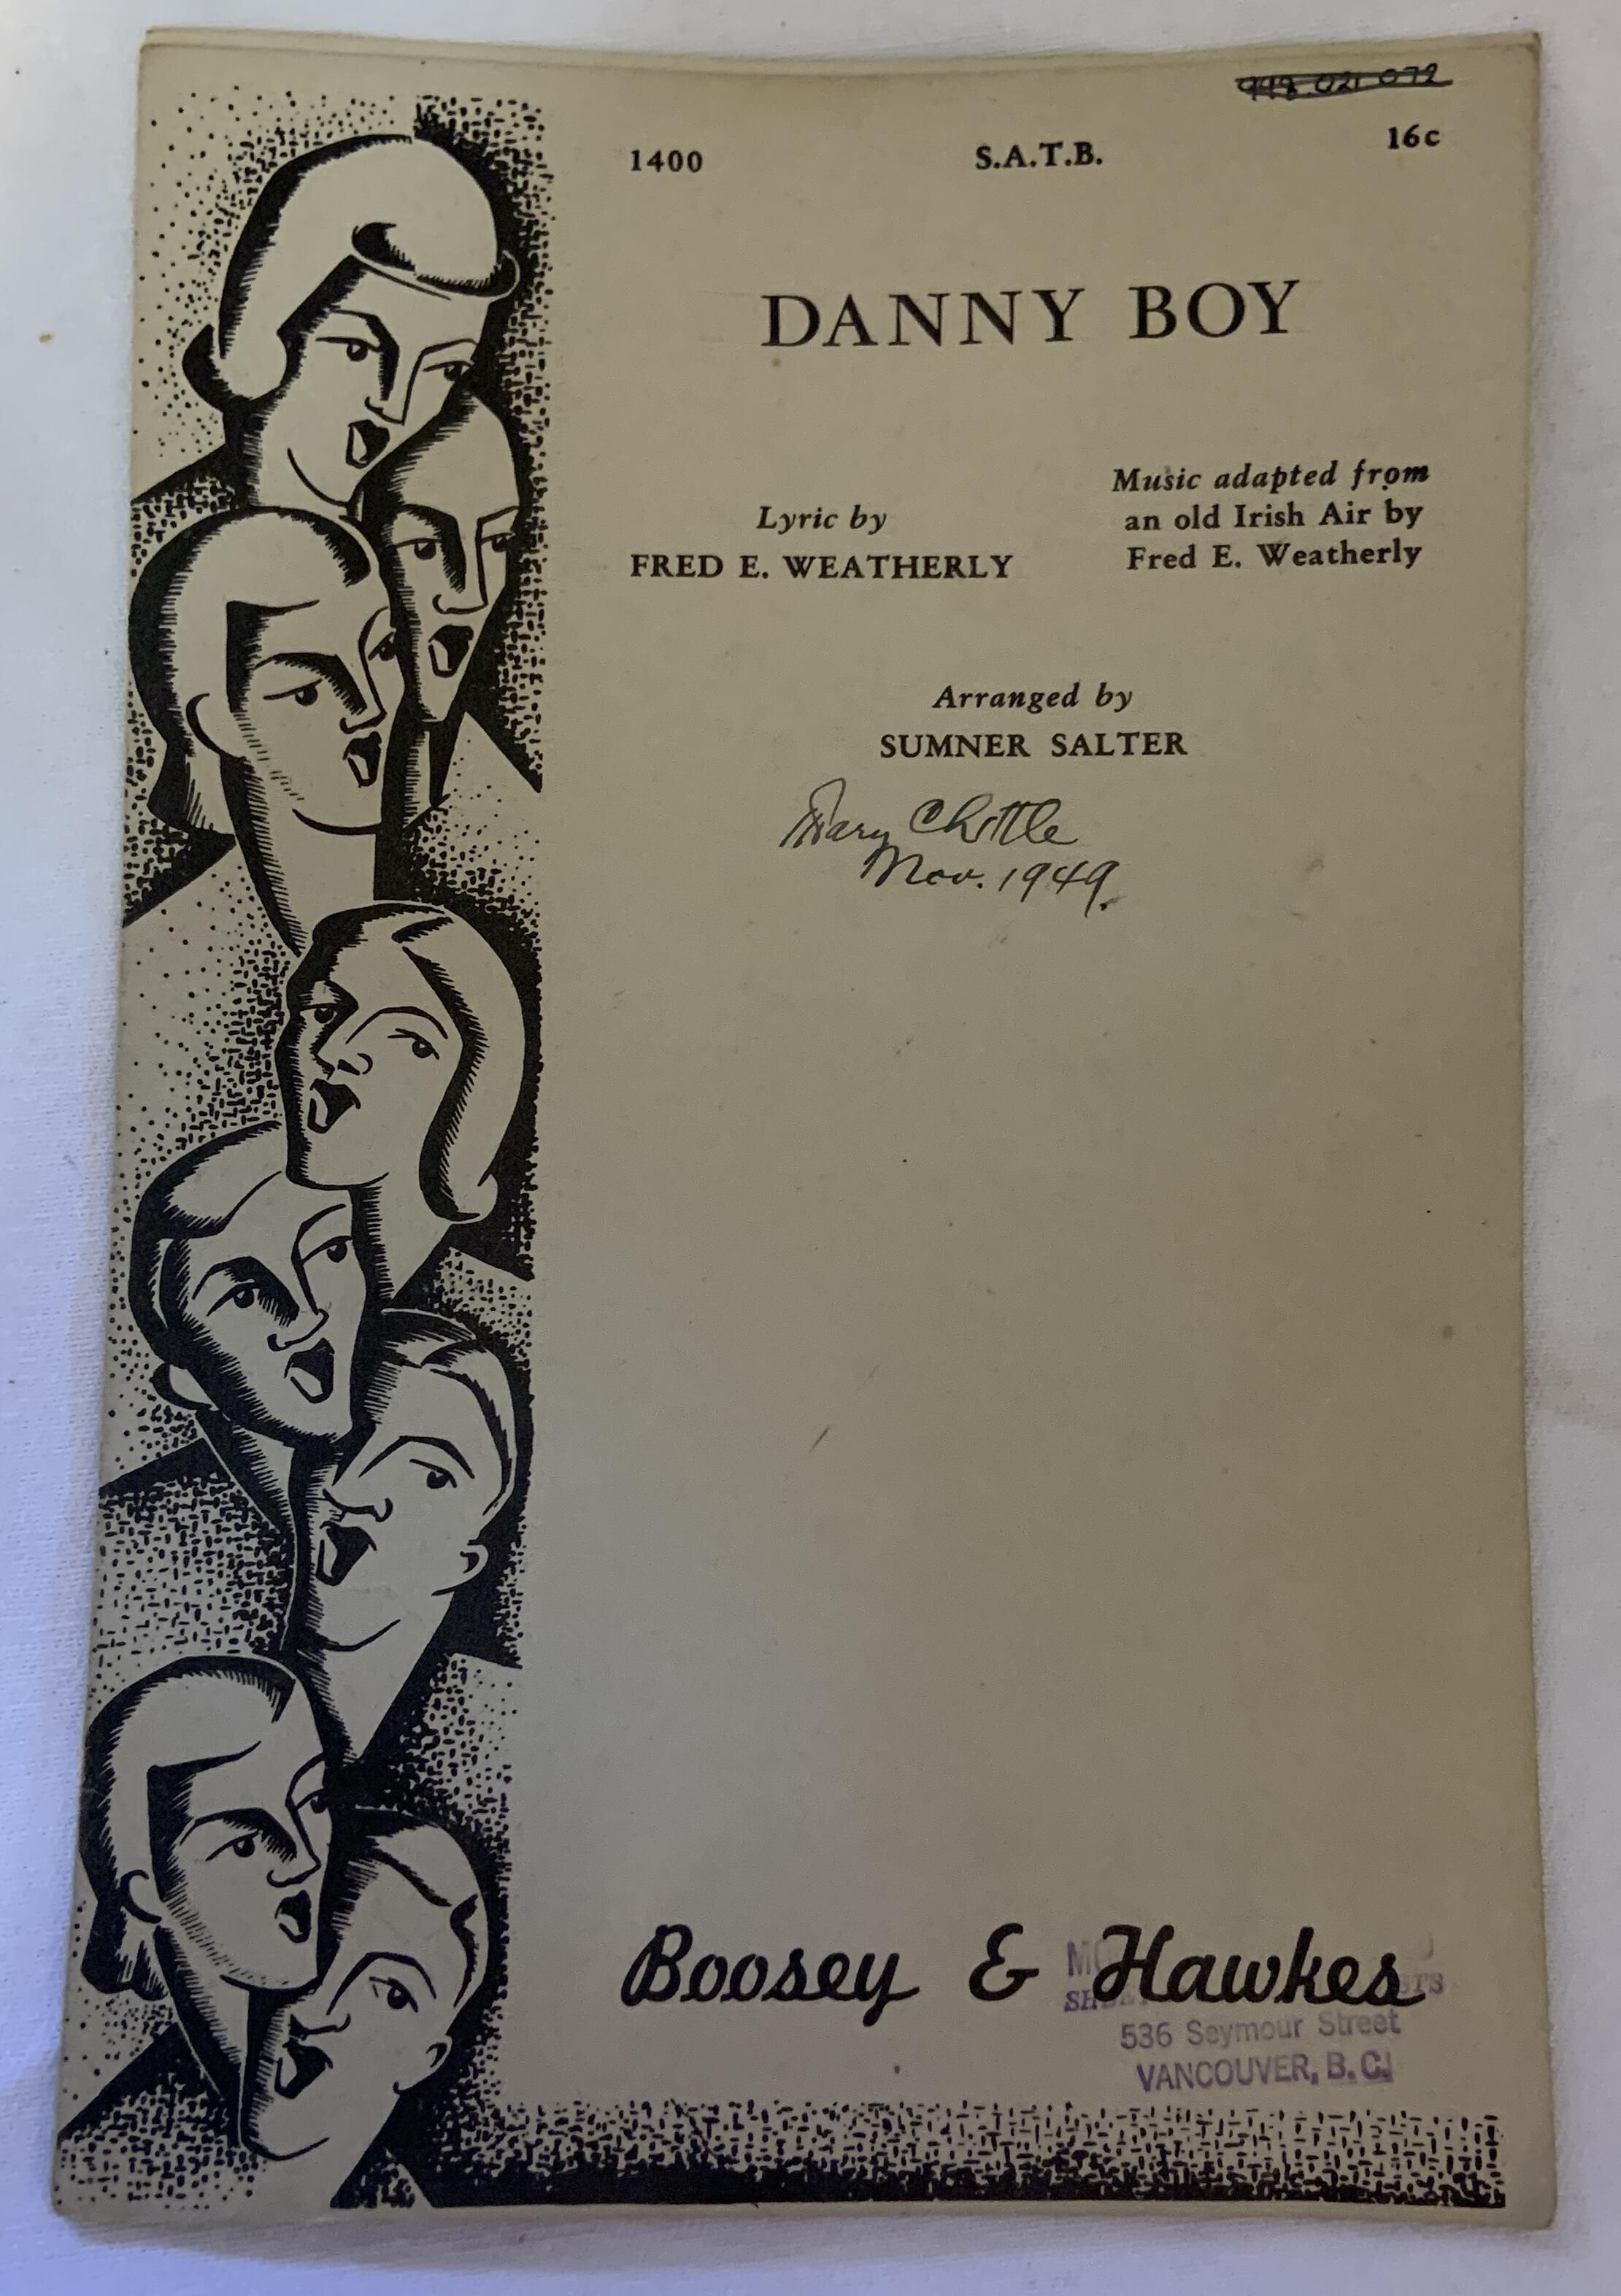 998.021.072
1400 S.A.T.B. 16c
DANNY BOY
Lyric by
FRED E. WEATHERLY
Music adapted from
an old Irish Air by
Fred E. Weatherly
Arranged by
SUMNER SALTER
Mary Chittle
Nov. 1949.
Boosey & Hawkes
536 Seymour Street
VANCOUVER, B. C.